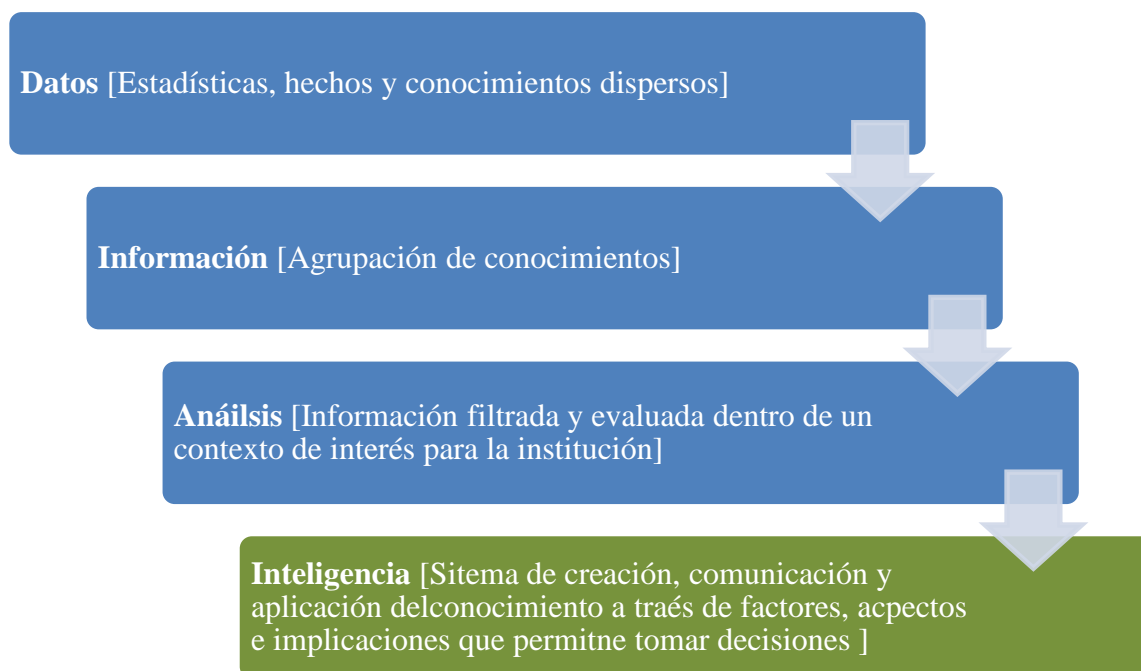 Datos [Estadísticas, hechos y conocimientos dispersos]
Información [Agrupación de conocimientos]
Anáilsis [Información filtrada y evaluada dentro de un
contexto de interés para la institución]
Inteligencia [Sitema de creación, comunicación y
aplicación delconocimiento a traés de factores, acpectos
e implicaciones que permitne tomar decisiones ]